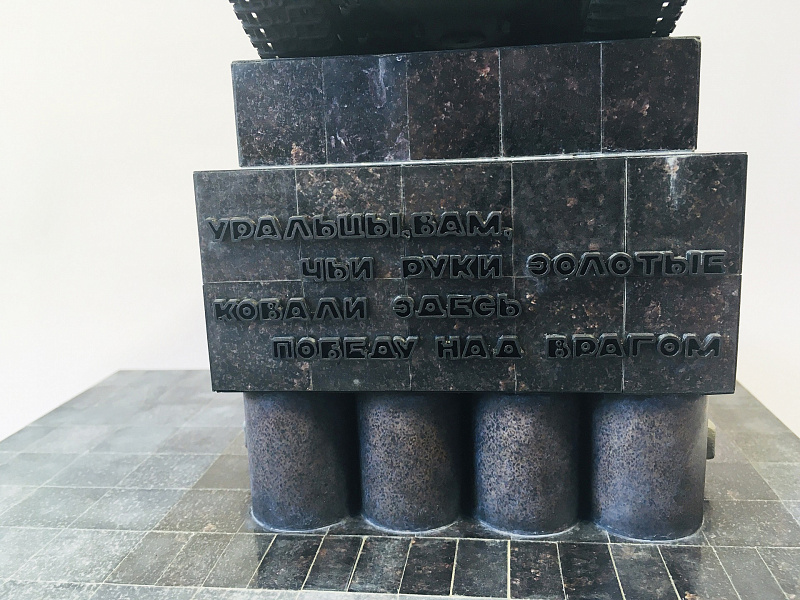 УРАЛЬЦЫ, ВАМ,
ЧЬИ РУКИ ЗОЛОТЫЕ
КОВАЛИ ЗДЕСЬ
ПОБЕДУ НАД ВРАГОМ